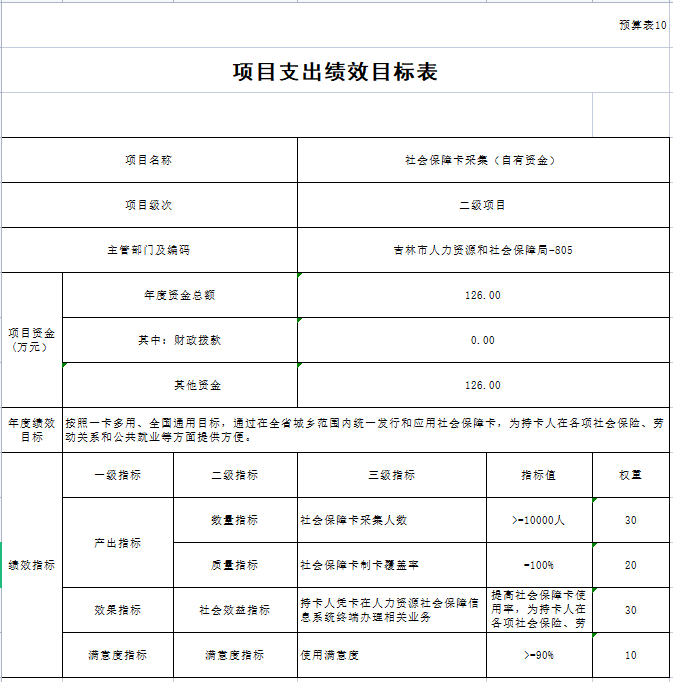 预算表10
项目支出绩效目标表
项目名称
社会保障卡采集（自有资金）
项目级次
二级项目
主管部门及编码
吉林市人力资源和社会保障局-805
项目资金
(万元)
年度资金总额
126.00
其中: 财政拨款
0.00
其他资金
126.00
年度绩效
目标
按照一卡多用、全国通用目标，通过在全省城乡范围内统一发行和应用社会保障卡，为持卡人在各项社会保险、劳
动关系和公共就业等方面提供方便。
绩效指标
一级指标
二级指标
三级指标
指标值
权重
产出指标
数量指标
社会保障卡采集人数
>=10000人
30
质量指标
社会保障卡制卡覆盖率
=100%
20
效果指标
社会效益指标
持卡人凭卡在人力资源社会保障信
息系统终端办理相关业务
提高社会保障卡使
用率，为持卡人在
各项社会保险、劳
30
满意度指标
满意度指标
使用满意度
>=90%
10